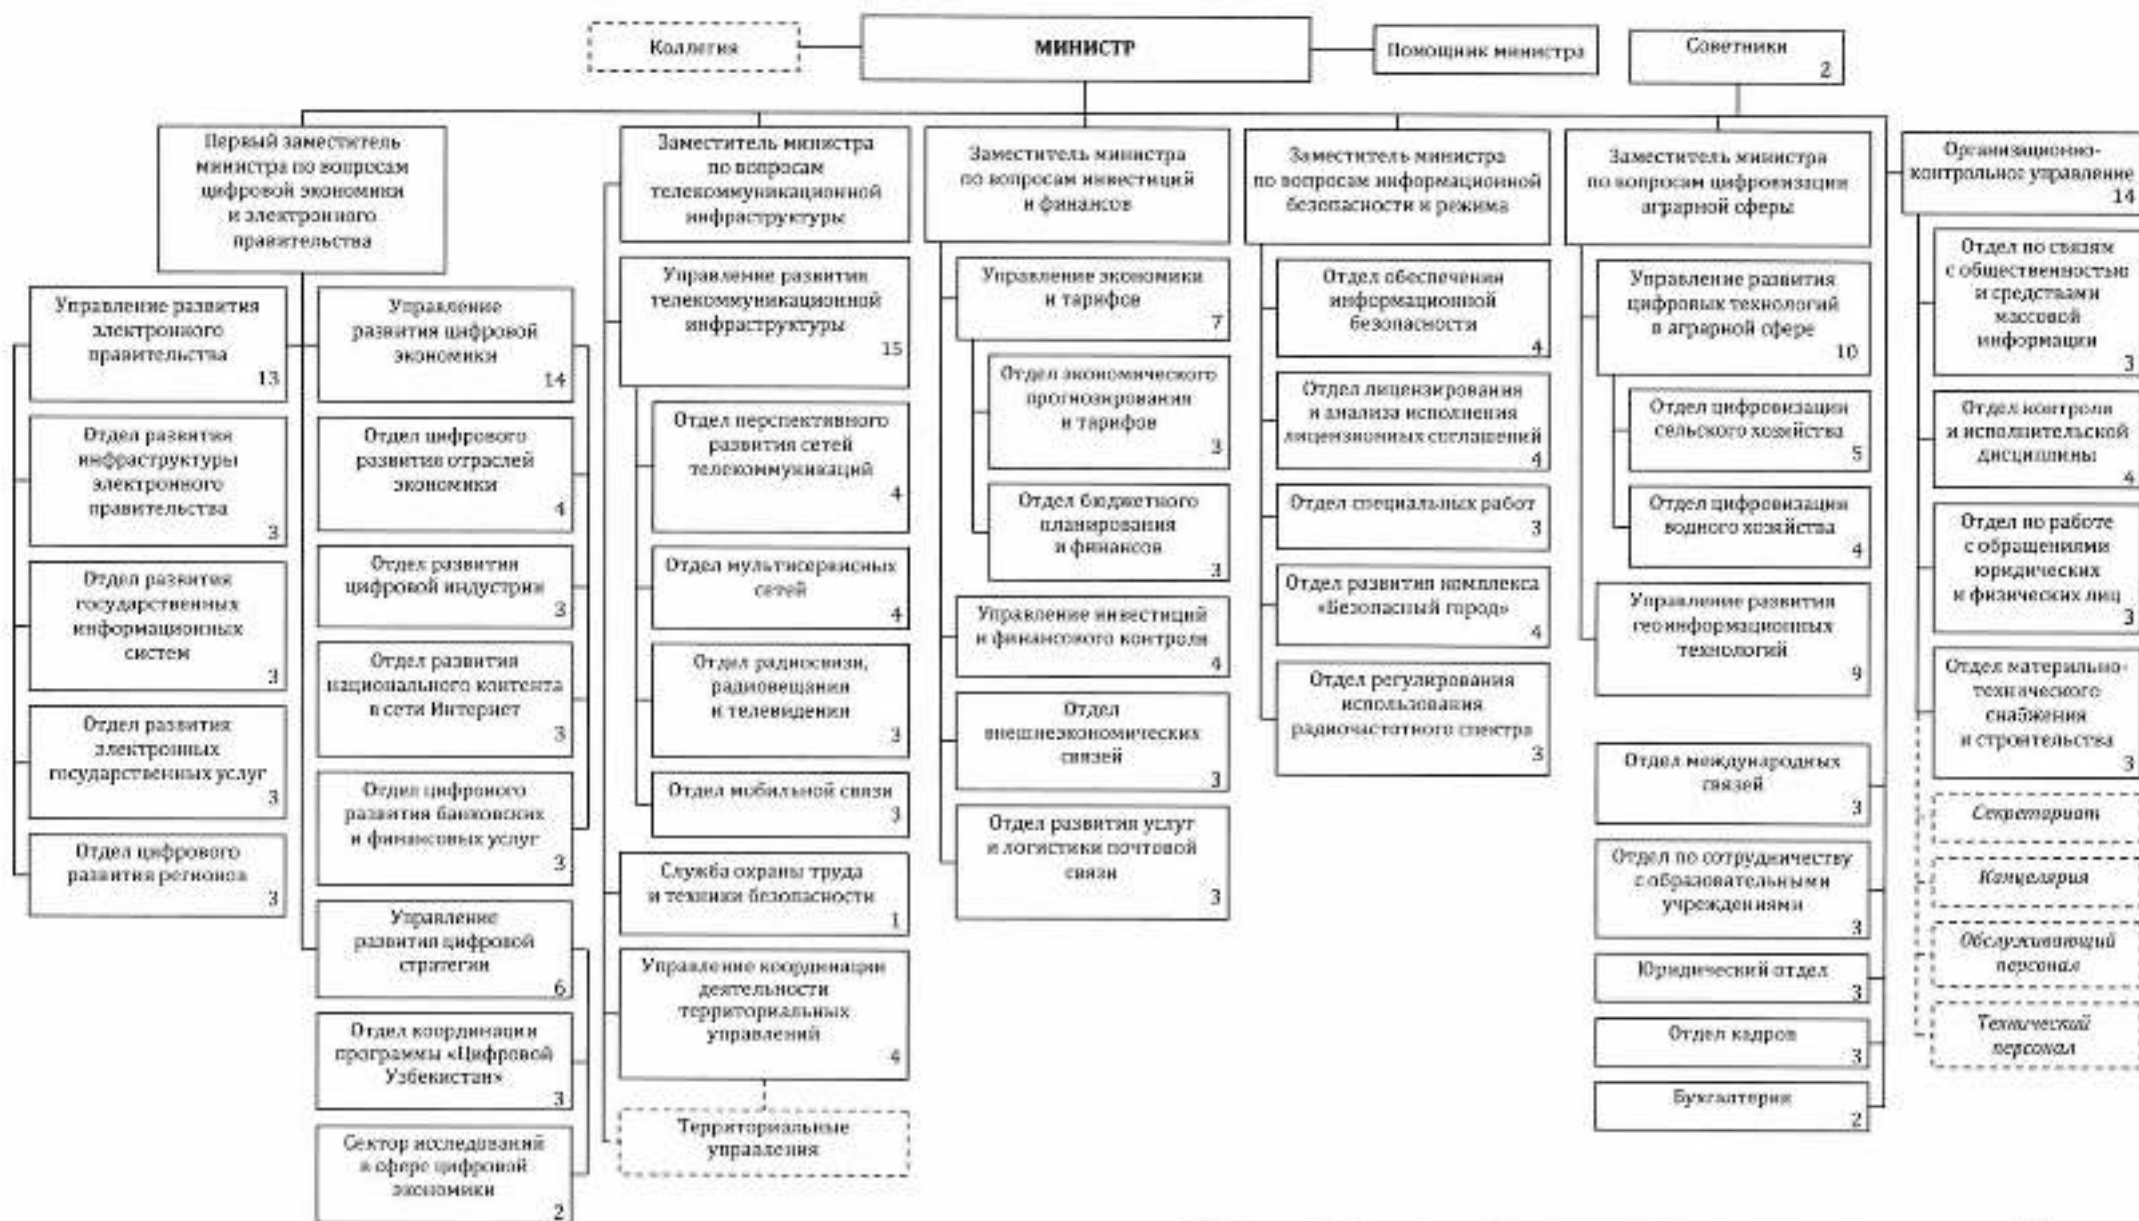 Коллегия
МИНИСТР
Помощник министра
Советники
2
Первый заместитель
министра по вопросам
цифровой экономики
и электронного
правительства
Управление развития
электронного
правительства
13
Отдел развития
инфраструктуры
электронного
правительства
3
Отдел развития
государственных
информационных
систем
3
Отдел развития
электронных
государственных услуг
3
Отдел цифрового
развития регионов
3
Управление
развития цифровой
экономики
14
Отдел цифрового
развития отраслей
экономики
4
Отдел развития
цифровой индустрии
3
Отдел развития
национального контента
в сети Интернет
3
Отдел цифрового
развития банковских
и финансовых услуг
3
Управление
развития цифровой
стратегии
6
Отдел координации
программы «Цифровой
Узбекистан»
3
Сектор исследований
в сфере цифровой
экономики
2
Заместитель министра
по вопросам
телекоммуникационной
инфраструктуры
Управление развития
телекоммуникационной
инфраструктуры
15
Отдел перспективного
развития сетей
телекоммуникаций
4
Отдел мультисервисных
сетей
4
Отдел радиосвязи,
радиовещания
и телевидения
3
Отдел мобильной связи
3
Служба охраны труда
и техники безопасности
1
Управление координации
деятельности
территориальных
управлений
4
Территориальные
управления
Заместитель министра
по вопросам инвестиций
и финансов
Управление экономики
и тарифов
7
Отдел экономического
прогнозирования
и тарифов
3
Отдел бюджетного
планирования
и финансов
3
Управление инвестиций
и финансового контроля
4
Отдел
внешнеэкономических
связей
3
Отдел развития услуг
и логистики почтовой
связи
3
Заместитель министра
по вопросам информационной
безопасности и режима
Отдел обеспечения
информационной
безопасности
4
Отдел лицензирования
и анализа исполнения
лицензионных соглашений
4
Отдел специальных работ
3
Отдел развития комплекса
«Безопасный город»
4
Отдел регулирования
использования
радиочастотного спектра
3
Заместитель министра
по вопросам цифровизации
аграрной сферы
Управление развития
цифровых технологий
в аграрной сфере
10
Отдел цифровизации
сельского хозяйства
5
Отдел цифровизации
водного хозяйства
4
Управление развития
геоинформационных
технологий
9
Отдел международных
связей
3
Отдел по сотрудничеству
с образовательными
учреждениями
3
Юридический отдел
3
Отдел кадров
3
Бухгалтерия
2
Организационно-
контрольное управление
14
Отдел по связям
с общественностью
и средствами
массовой
информации
3
Отдел контроля
и исполнительской
дисциплины
4
Отдел по работе
с обращениями
юридических
и физических лиц
3
Отдел материльно-
технического
снабжения
и строительства
3
Секретариат
Канцелярия
Обслуживающий
персонал
Технический
персонал